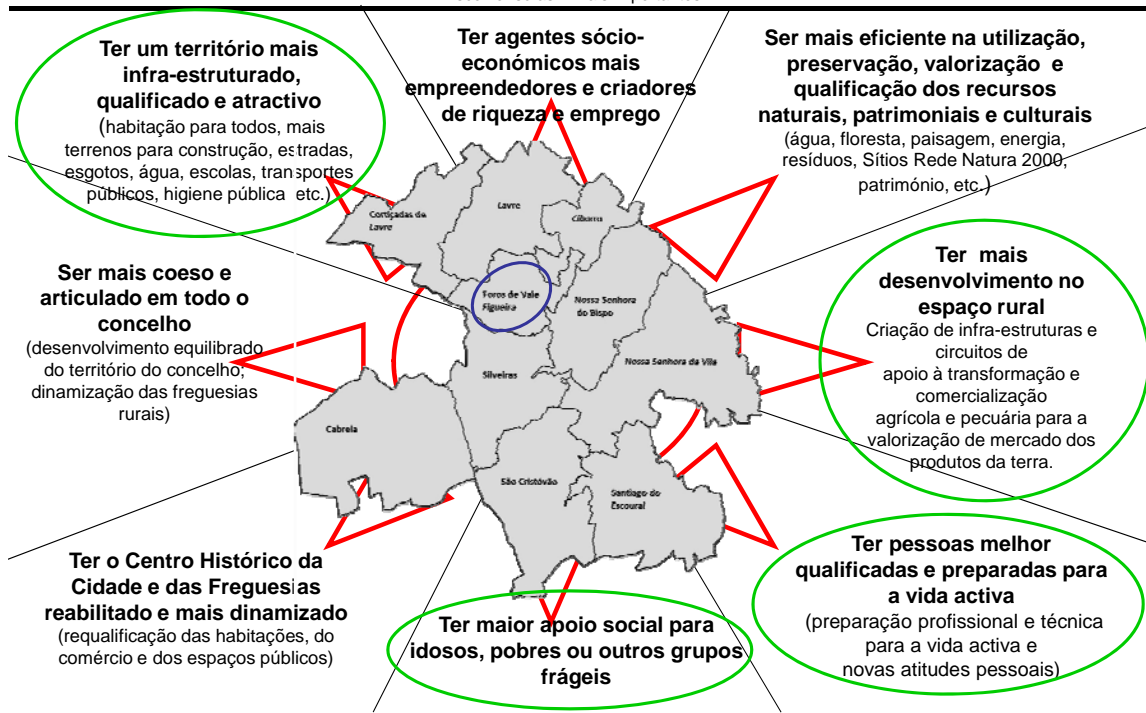 Ter um território mais
infra-estruturado,
qualificado e atractivo
(habitação para todos, mais
terrenos para construção, estradas,
esgotos, água, escolas, transportes
públicos, higiene pública etc.)
Ter agentes sócio-
económicos mais
empreendedores e criadores
de riqueza e emprego
Ser mais eficiente na utilização,
preservação, valorização e
qualificação dos recursos
naturais, patrimoniais e culturais
(água, floresta, paisagem, energia,
resíduos, Sítios Rede Natura 2000,
património, etc.)
Cortiçadas de
Lavre
Lavre
Ciborro
Foros de Vale
Figueira
Nossa Senhora
do Bispo
Nossa Senhora da Vila
Silveiras
Cabrela
São Cristóvão
Santiago do
Escoural
Ser mais coeso e
articulado em todo o
concelho
(desenvolvimento equilibrado
do território do concelho;
dinamização das freguesias
rurais)
Ter mais
desenvolvimento no
espaço rural
Criação de infra-estruturas e
circuitos de
apoio à transformação e
comercialização
agrícola e pecuária para a
valorização de mercado dos
produtos da terra.
Ter o Centro Histórico da
Cidade e das Freguesias
reabilitado e mais dinamizado
(requalificação das habitações, do
comércio e dos espaços públicos)
Ter maior apoio social para
idosos, pobres ou outros grupos
frágeis
Ter pessoas melhor
qualificadas e preparadas para
a vida activa
(preparação profissional e técnica
para a vida activa e
novas atitudes pessoais)